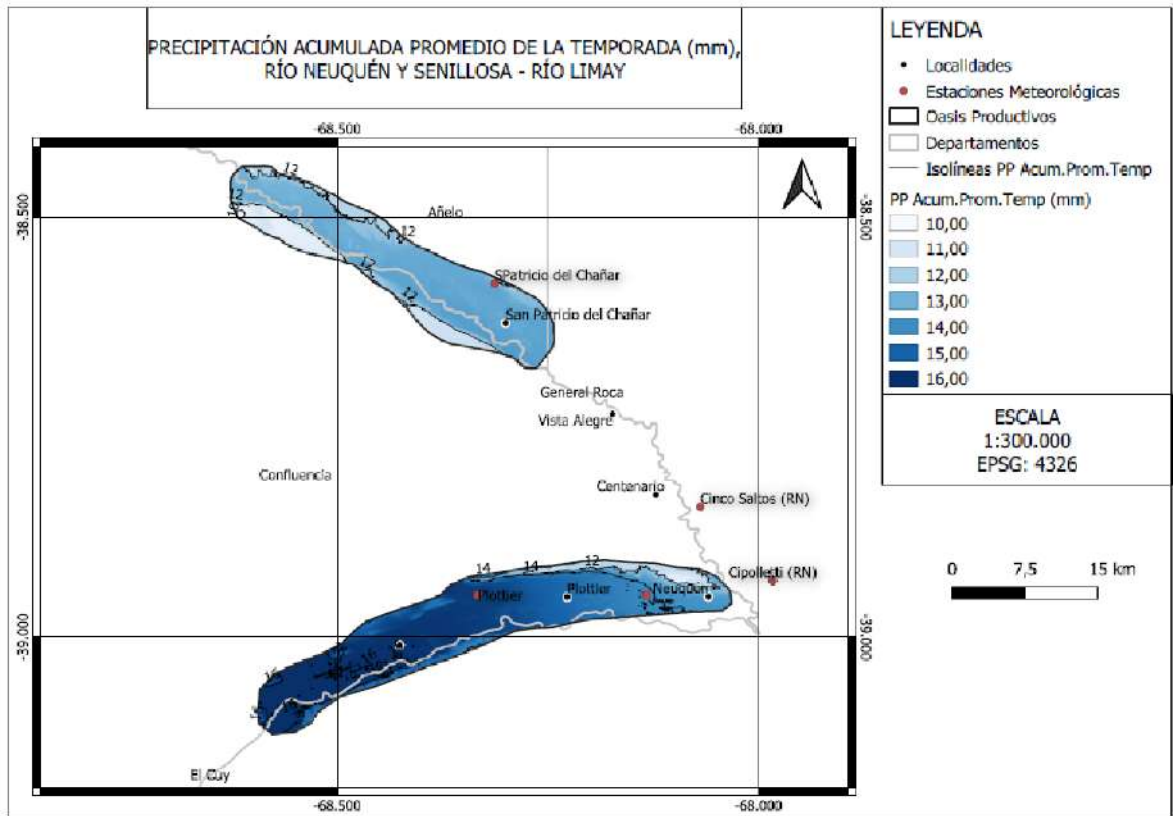 PRECIPITACIÓN ACUMULADA PROMEDIO DE LA TEMPORADA (mm),
RÍO NEUQUÉN Y SENILLOSA - RÍO LIMAY
LEYENDA
Localidades
Estaciones Meteorológicas
Oasis Productivos
Departamentos
Isolíneas PP Acum.Prom.Temp
PP Acum.Prom.Temp (mm)
10,00
11,00
12,00
13,00
14,00
15,00
16,00
ESCALA
1:300.000
EPSG: 4326
0 7,5 15 km
-68.500 -68.000
-38.500 -38.500
12
12
Añelo
12
12
12
SPatricio del Chañar
San Patricio del Chañar
General Roca
Vista Alegre
Confluencia
Centenario
Cinco Saltos (RN)
14 14 12
Cipolletti (RN)
Plottier Plottier Neuquén
-39.000 -39.000
16
El Cuy
-68.500 -68.000